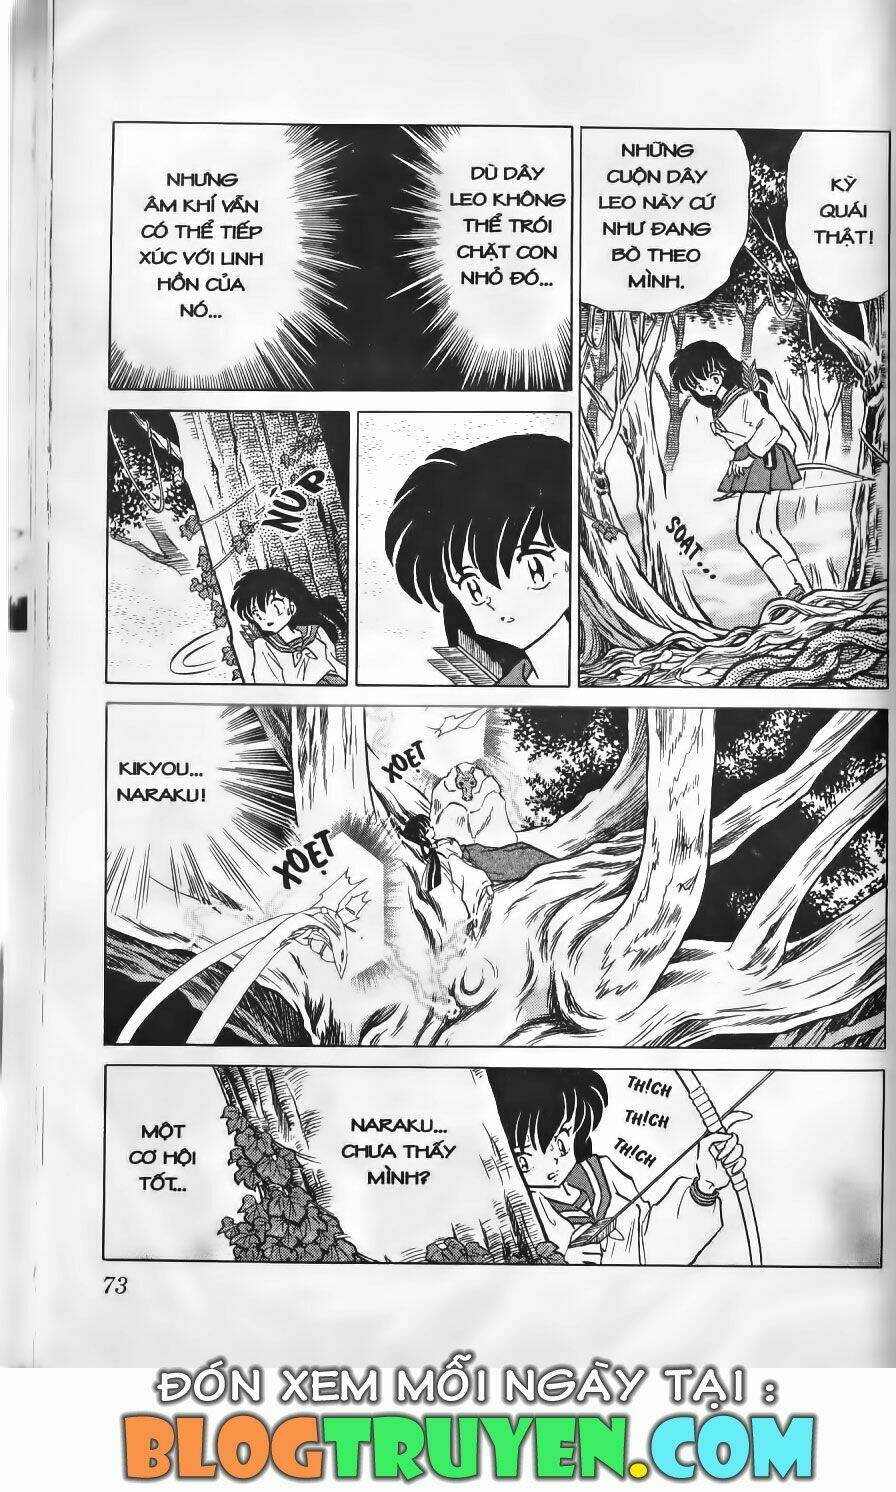 KỲ
QUÁI
THẬT!
NHỮNG
CUỘN DÂY
LEO NÀY CỨ
NHƯ ĐANG
BÒ THEO
MÌNH.
SOẠT...
DÙ DÂY
LEO KHÔNG
THỂ TRÓI
CHẶT CON
NHỎ ĐÓ...
NHƯNG
ÂM KHÍ VẪN
CÓ THỂ TIẾP
XÚC VỚI LINH
HỒN CỦA
NÓ...
NÚP
XOẸT
KIKYOU...
NARAKU!
XOẸT
THỊCH
THỊCH
THỊCH
NARAKU...
CHƯA THẤY
MÌNH?
MỘT
CƠ HỘI
TỐT...
73
ĐÓN XEM MỖI NGÀY TẠI :
BLOGTRUYEN.COM